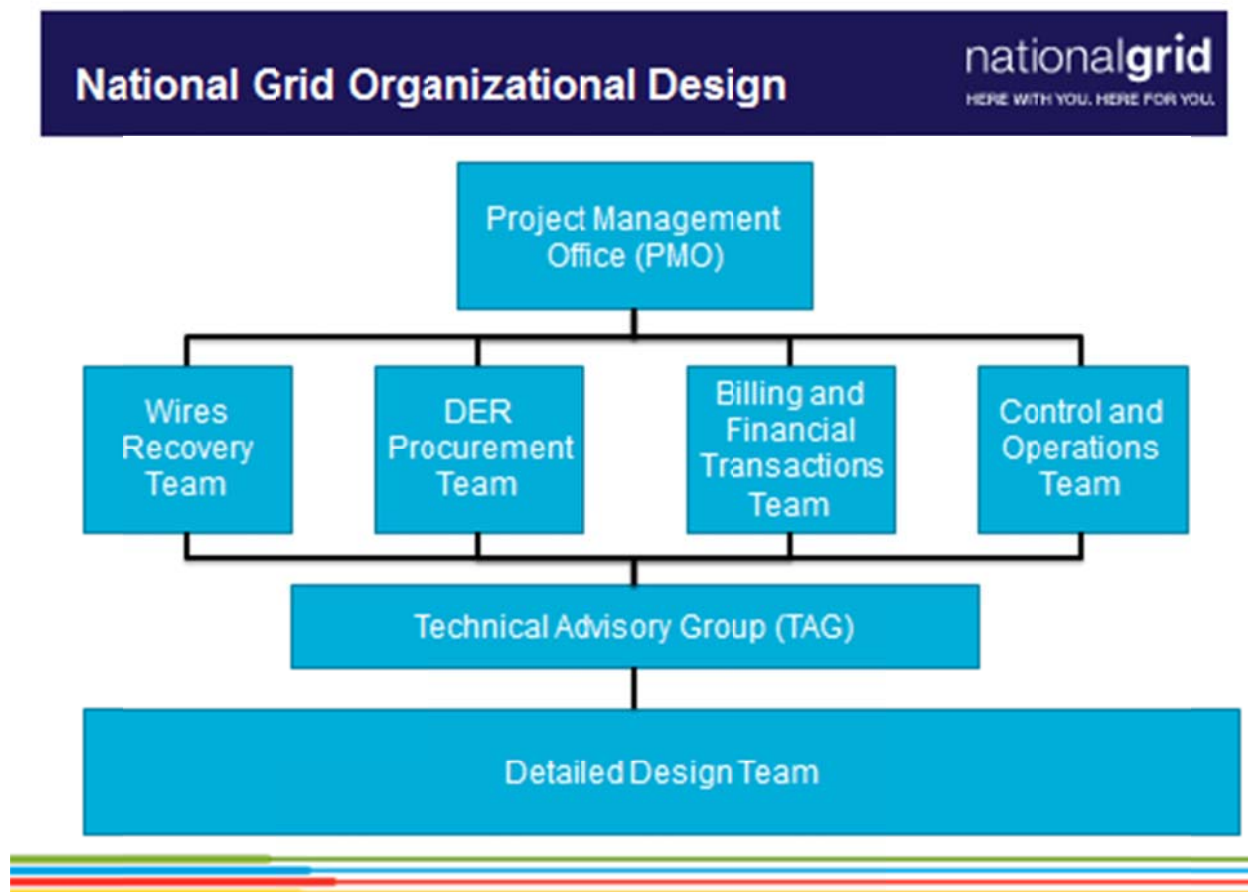 National Grid Organizational Design
nationalgrid
HERE WITH YOU. HERE FOR YOU.
Project Management
Office (PMO)
Wires
Recovery
Team
DER
Procurement
Team
Billing and
Financial
Transactions
Team
Control and
Operations
Team
Technical Advisory Group (TAG)
Detailed Design Team